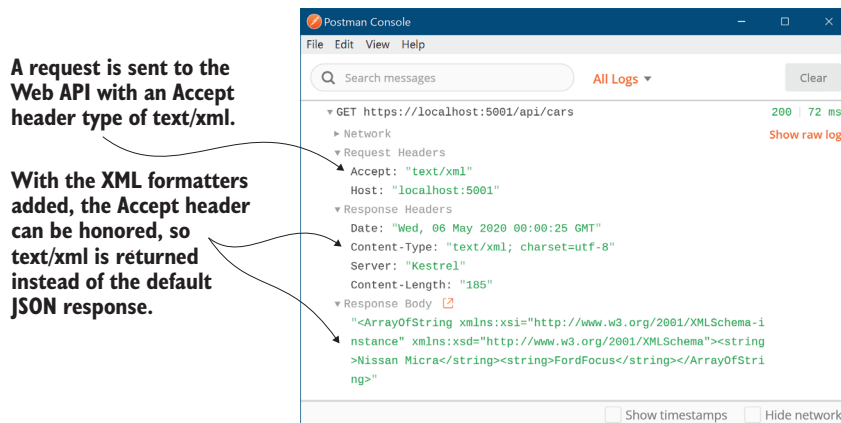 A request is sent to the
Web API with an Accept
header type of text/xml.
With the XML formatters
added, the Accept header
can be honored, so
text/xml is returned
instead of the default
JSON response.
Postman Console
File Edit View Help
Search messages
All Logs
Clear
GET https://localhost:5001/api/cars
200 | 72 ms
Network
Show raw log
Request Headers
Accept: "text/xml"
Host: "localhost:5001"
Response Headers
Date: "Wed, 06 May 2020 00:00:25 GMT"
Content-Type: "text/xml; charset=utf-8"
Server: "Kestrel"
Content-Length: "185"
Response Body
"<ArrayOfString xmlns:xsi="http://www.w3.org/2001/XMLSchema-i
nstance" xmlns:xsd="http://www.w3.org/2001/XMLSchema"><string
>Nissan Micra</string><string>FordFocus</string></ArrayOfStri
ng>"
Show timestamps
Hide network